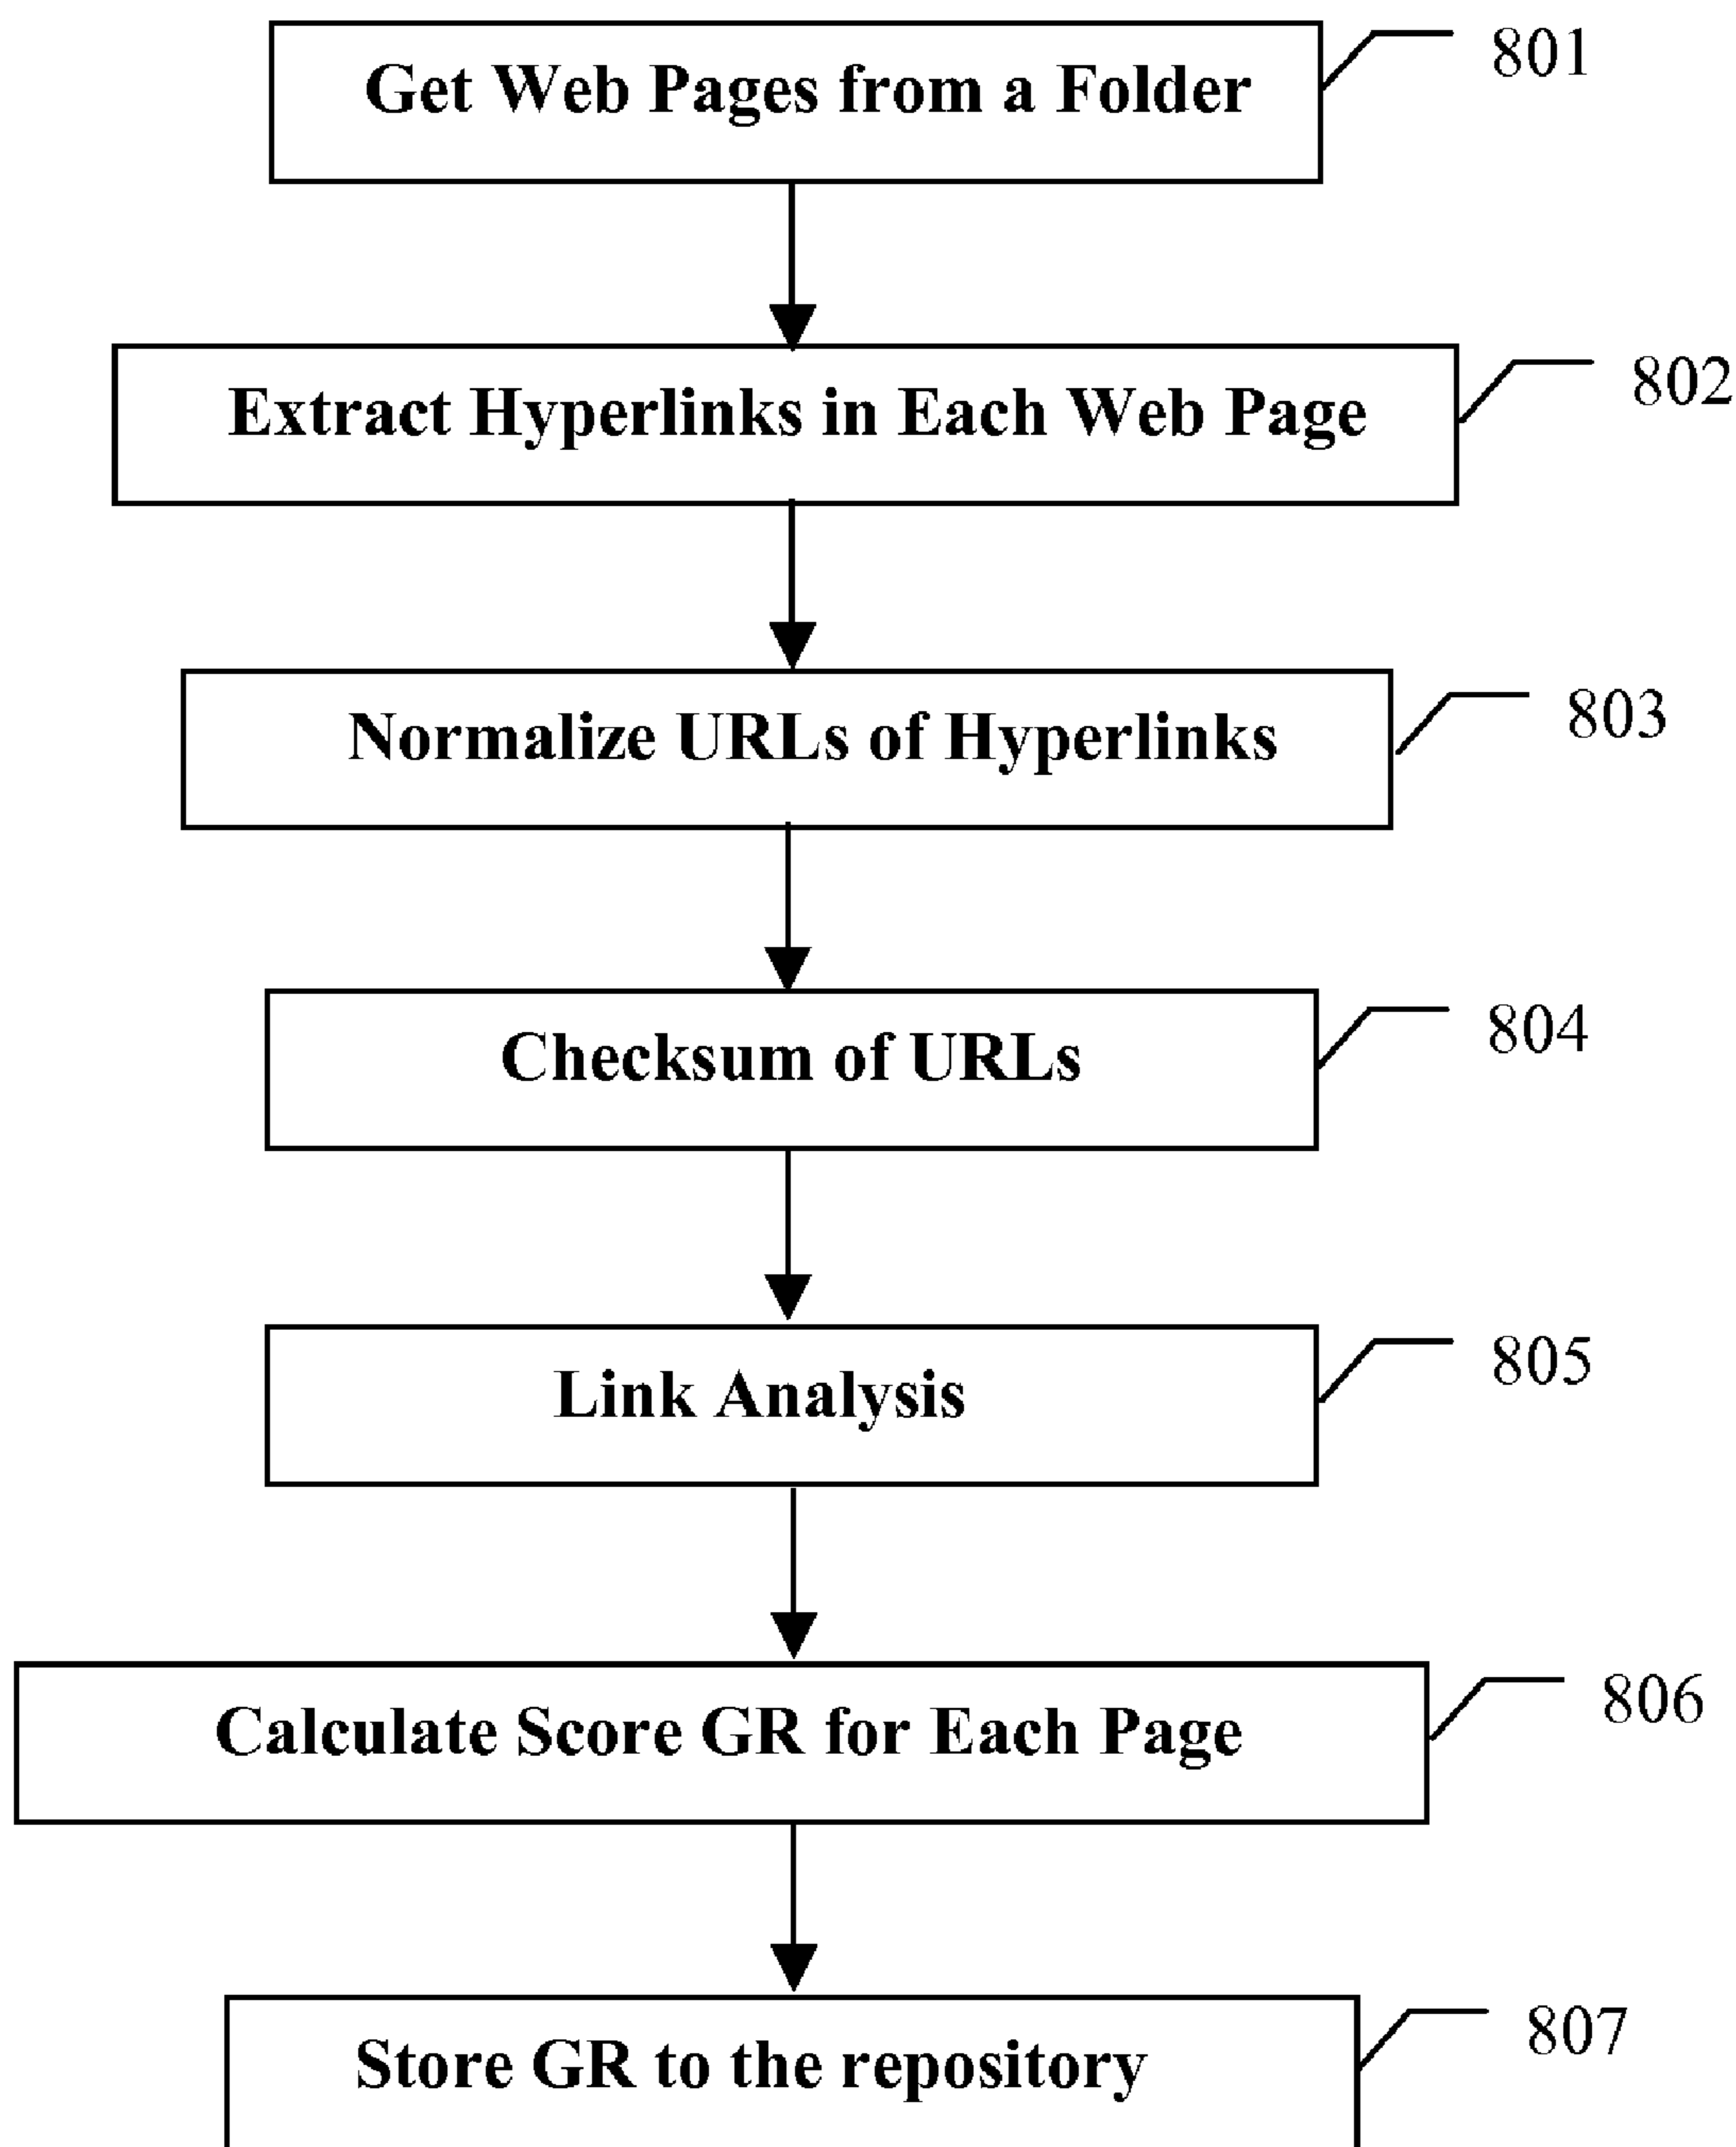 Get Web Pages from a Folder
801
Extract Hyperlinks in Each Web Page
802
Normalize URLs of Hyperlinks
803
Checksum of URLs
804
Link Analysis
805
Calculate Score GR for Each Page
806
Store GR to the repository
807